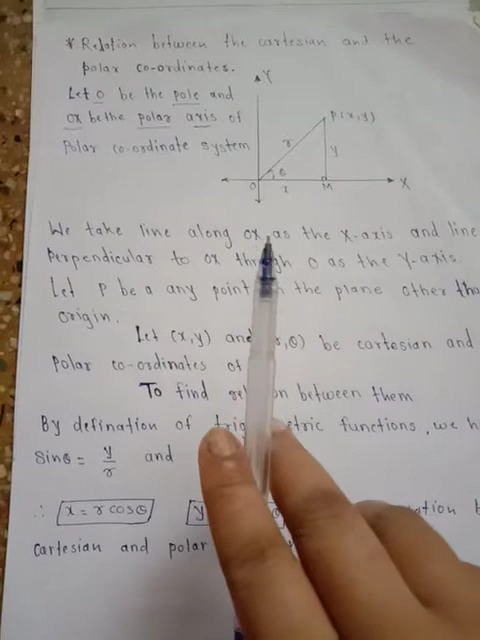 * Relation between the cartesian and the
polar co-ordinates.
Let O be the pole and
OX be the polar axis of
Polar co-ordinate system
Y
P(x,y)
r
y
θ
O
x
M
X
We take line along OX as the X-axis and line
perpendicular to OX through O as the Y-axis.
Let P be a any point the plane other
origin.
Let (x,y) and ,θ) be cartesian and
Polar co-ordinates of
To find between them
By defination of functions, we
sinθ = y/r and
∴ x = r cosθ y
cartesian and polar